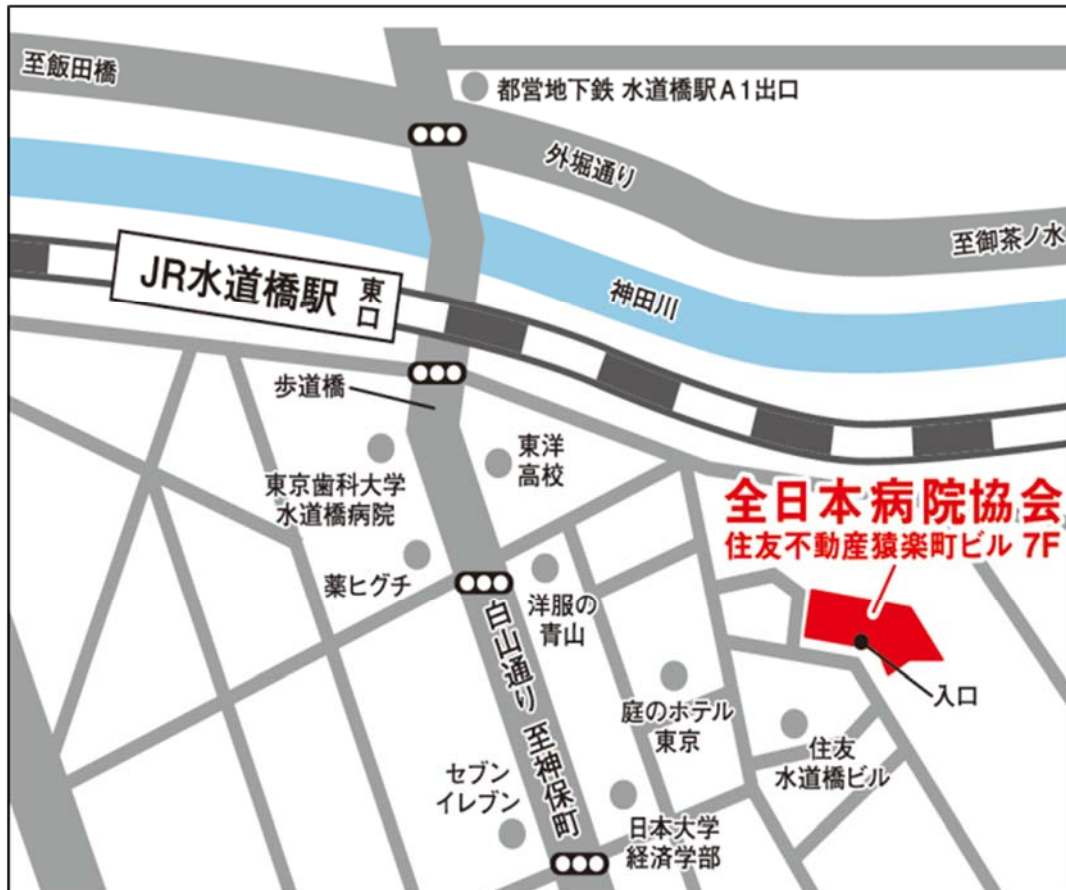 至飯田橋
都営地下鉄 水道橋駅A1出口
外堀通り
至御茶ノ水
JR水道橋駅 東口
神田川
歩道橋
東洋
高校
東京歯科大学
水道橋病院
全日本病院協会
住友不動産猿楽町ビル 7F
薬ヒグチ
洋服の
青山
白山通り 至神保町
入口
庭のホテル
東京
住友
水道橋ビル
セブン
イレブン
日本大学
経済学部